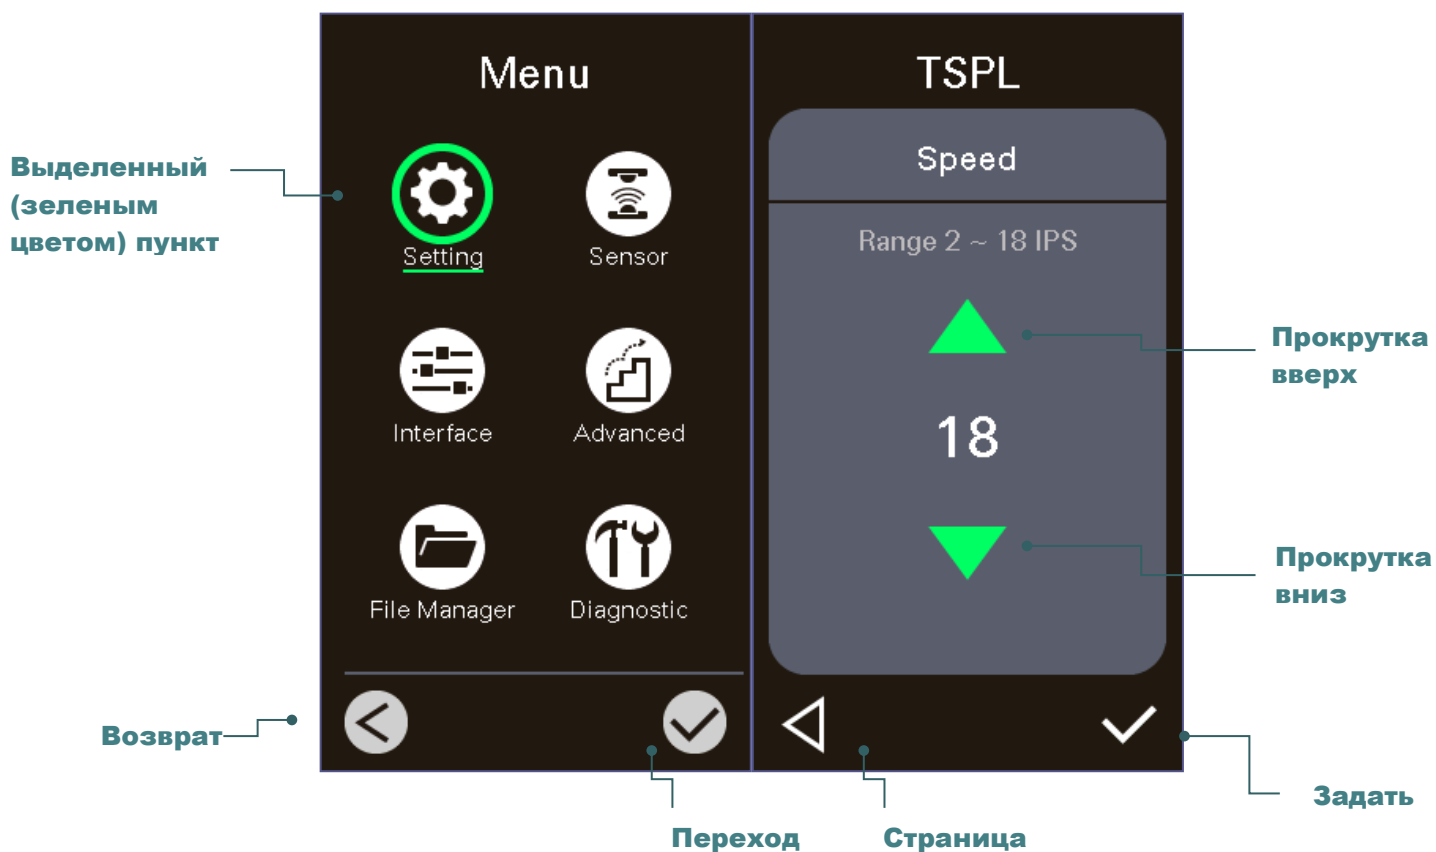 Menu
Setting
Sensor
Interface
Advanced
File Manager
Diagnostic
TSPL
Speed
Range 2 ~ 18 IPS
18
Выделенный
(зеленым
цветом) пункт
Возврат
Переход
Страница
Прокрутка
вверх
Прокрутка
вниз
Задать